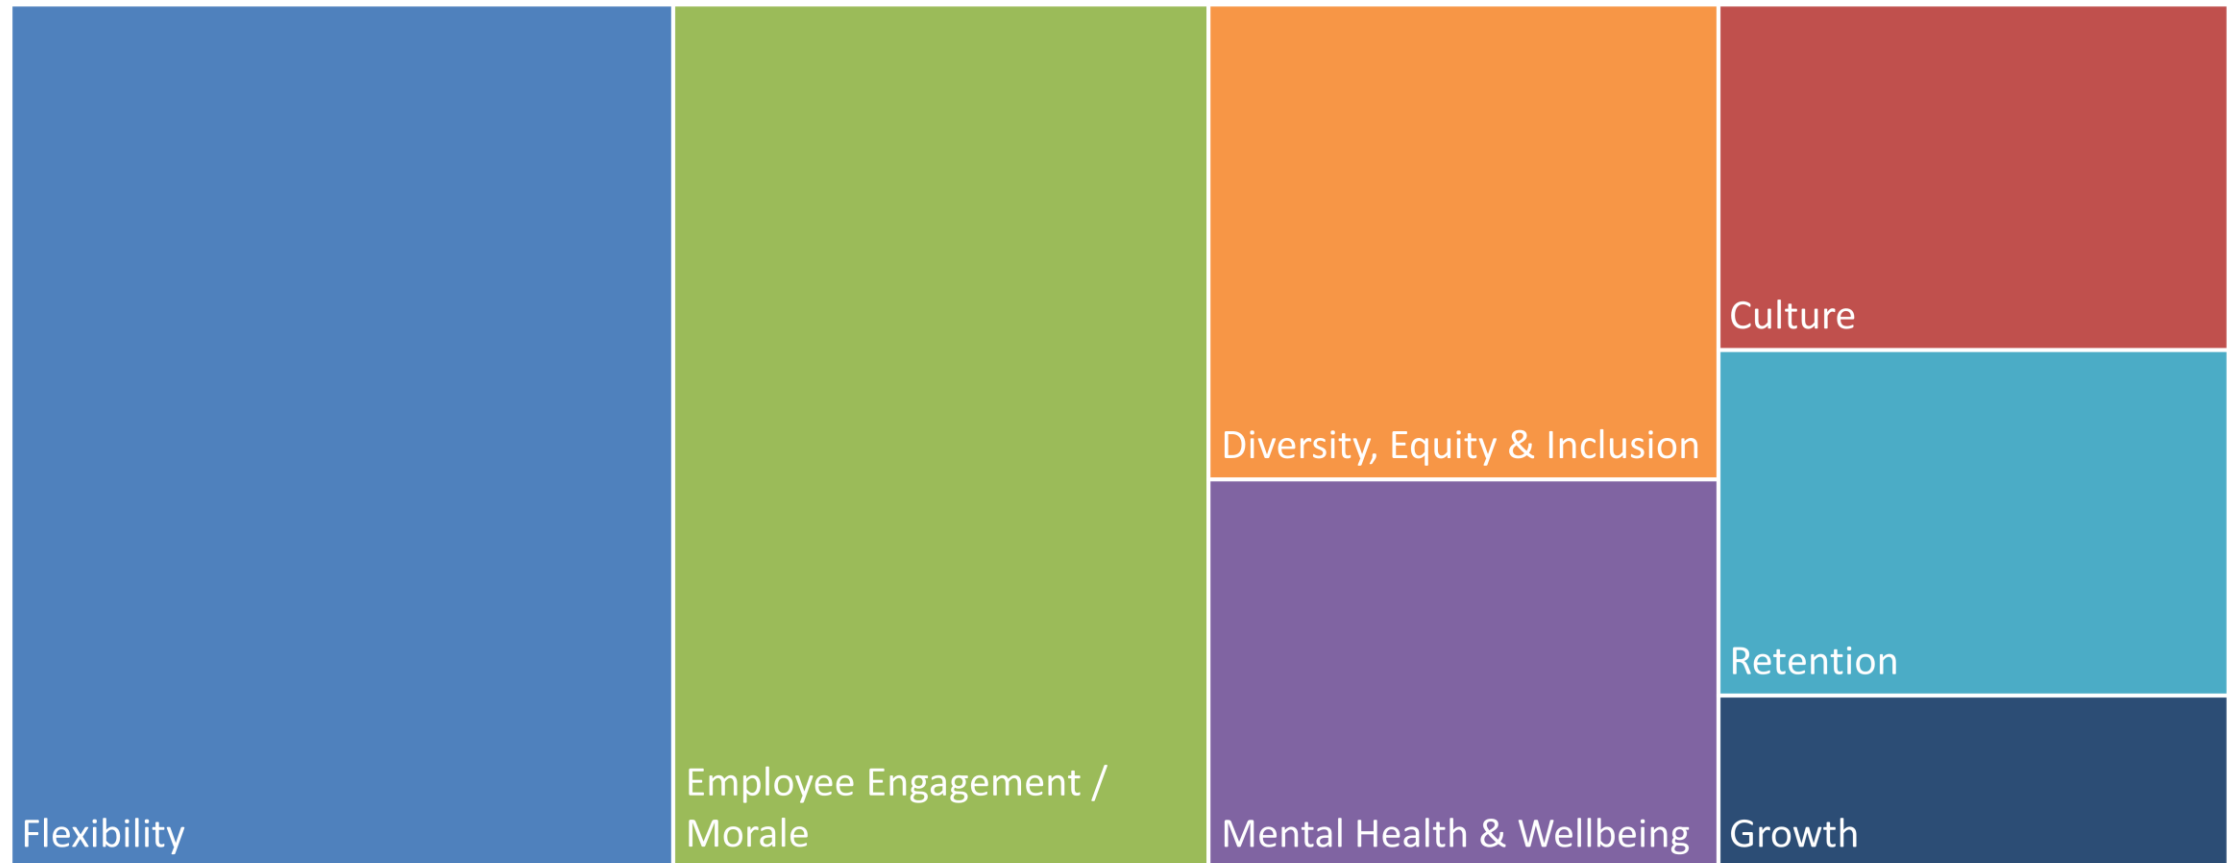 Flexibility
Employee Engagement /
Morale
Diversity, Equity & Inclusion
Mental Health & Wellbeing
Culture
Retention
Growth